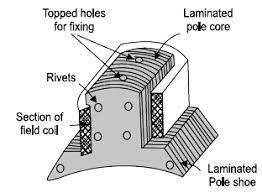 Topped holes
for fixing
Laminated
pole core
Rivets
Section of
field coil
Laminated
Pole shoe